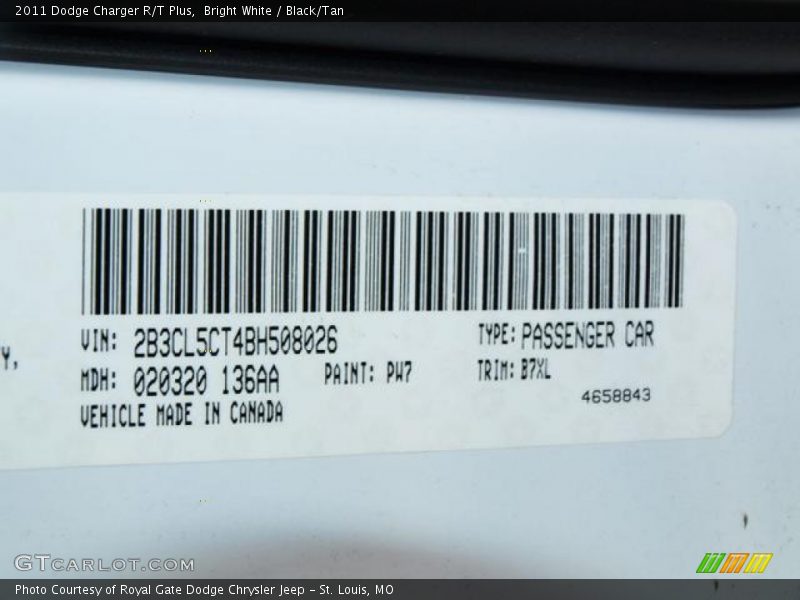 2011 Dodge Charger R/T Plus,  Bright White / Black/Tan
Y,
VIN: 2B3CL5CT4BH508026 TYPE: PASSENGER CAR
MDH: 020320 136AA PAINT: PW7 TRIM: B7XL
VEHICLE MADE IN CANADA 4658843
GTCARLOT.COM
Photo Courtesy of Royal Gate Dodge Chrysler Jeep - St. Louis, MO